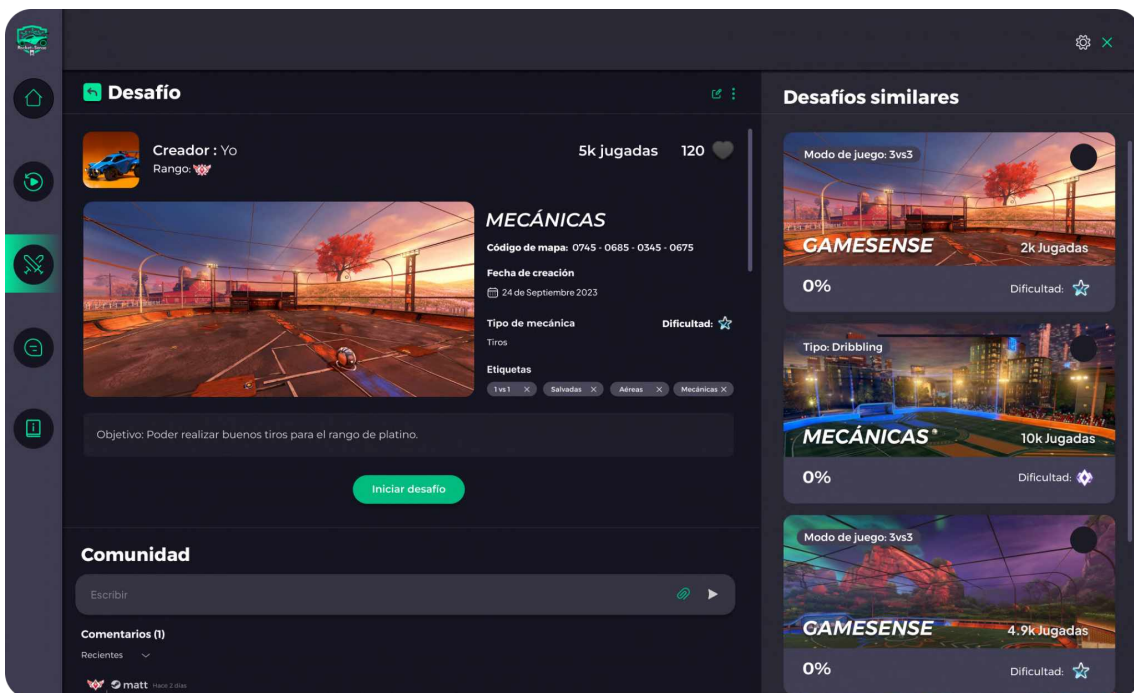 Desafío
Creador : Yo
Rango:
5k jugadas
120
MECÁNICAS
Código de mapa: 0745 - 0685 - 0345 - 0675
Fecha de creación
24 de Septiembre 2023
Tipo de mecánica
Dificultad:
Tiros
Etiquetas
1 vs 1 X
Salvadas X
Aéreas X
Mecánicas X
Objetivo: Poder realizar buenos tiros para el rango de platino.
Iniciar desafío
Comunidad
Escribir
Comentarios (1)
Recientes
matt Hace 2 días
Desafíos similares
Modo de juego: 3vs3
GAMESENSE
2k Jugadas
0%
Dificultad:
Tipo: Dribbling
MECÁNICAS
10k Jugadas
0%
Dificultad:
Modo de juego: 3vs3
GAMESENSE
4.9k Jugadas
0%
Dificultad: